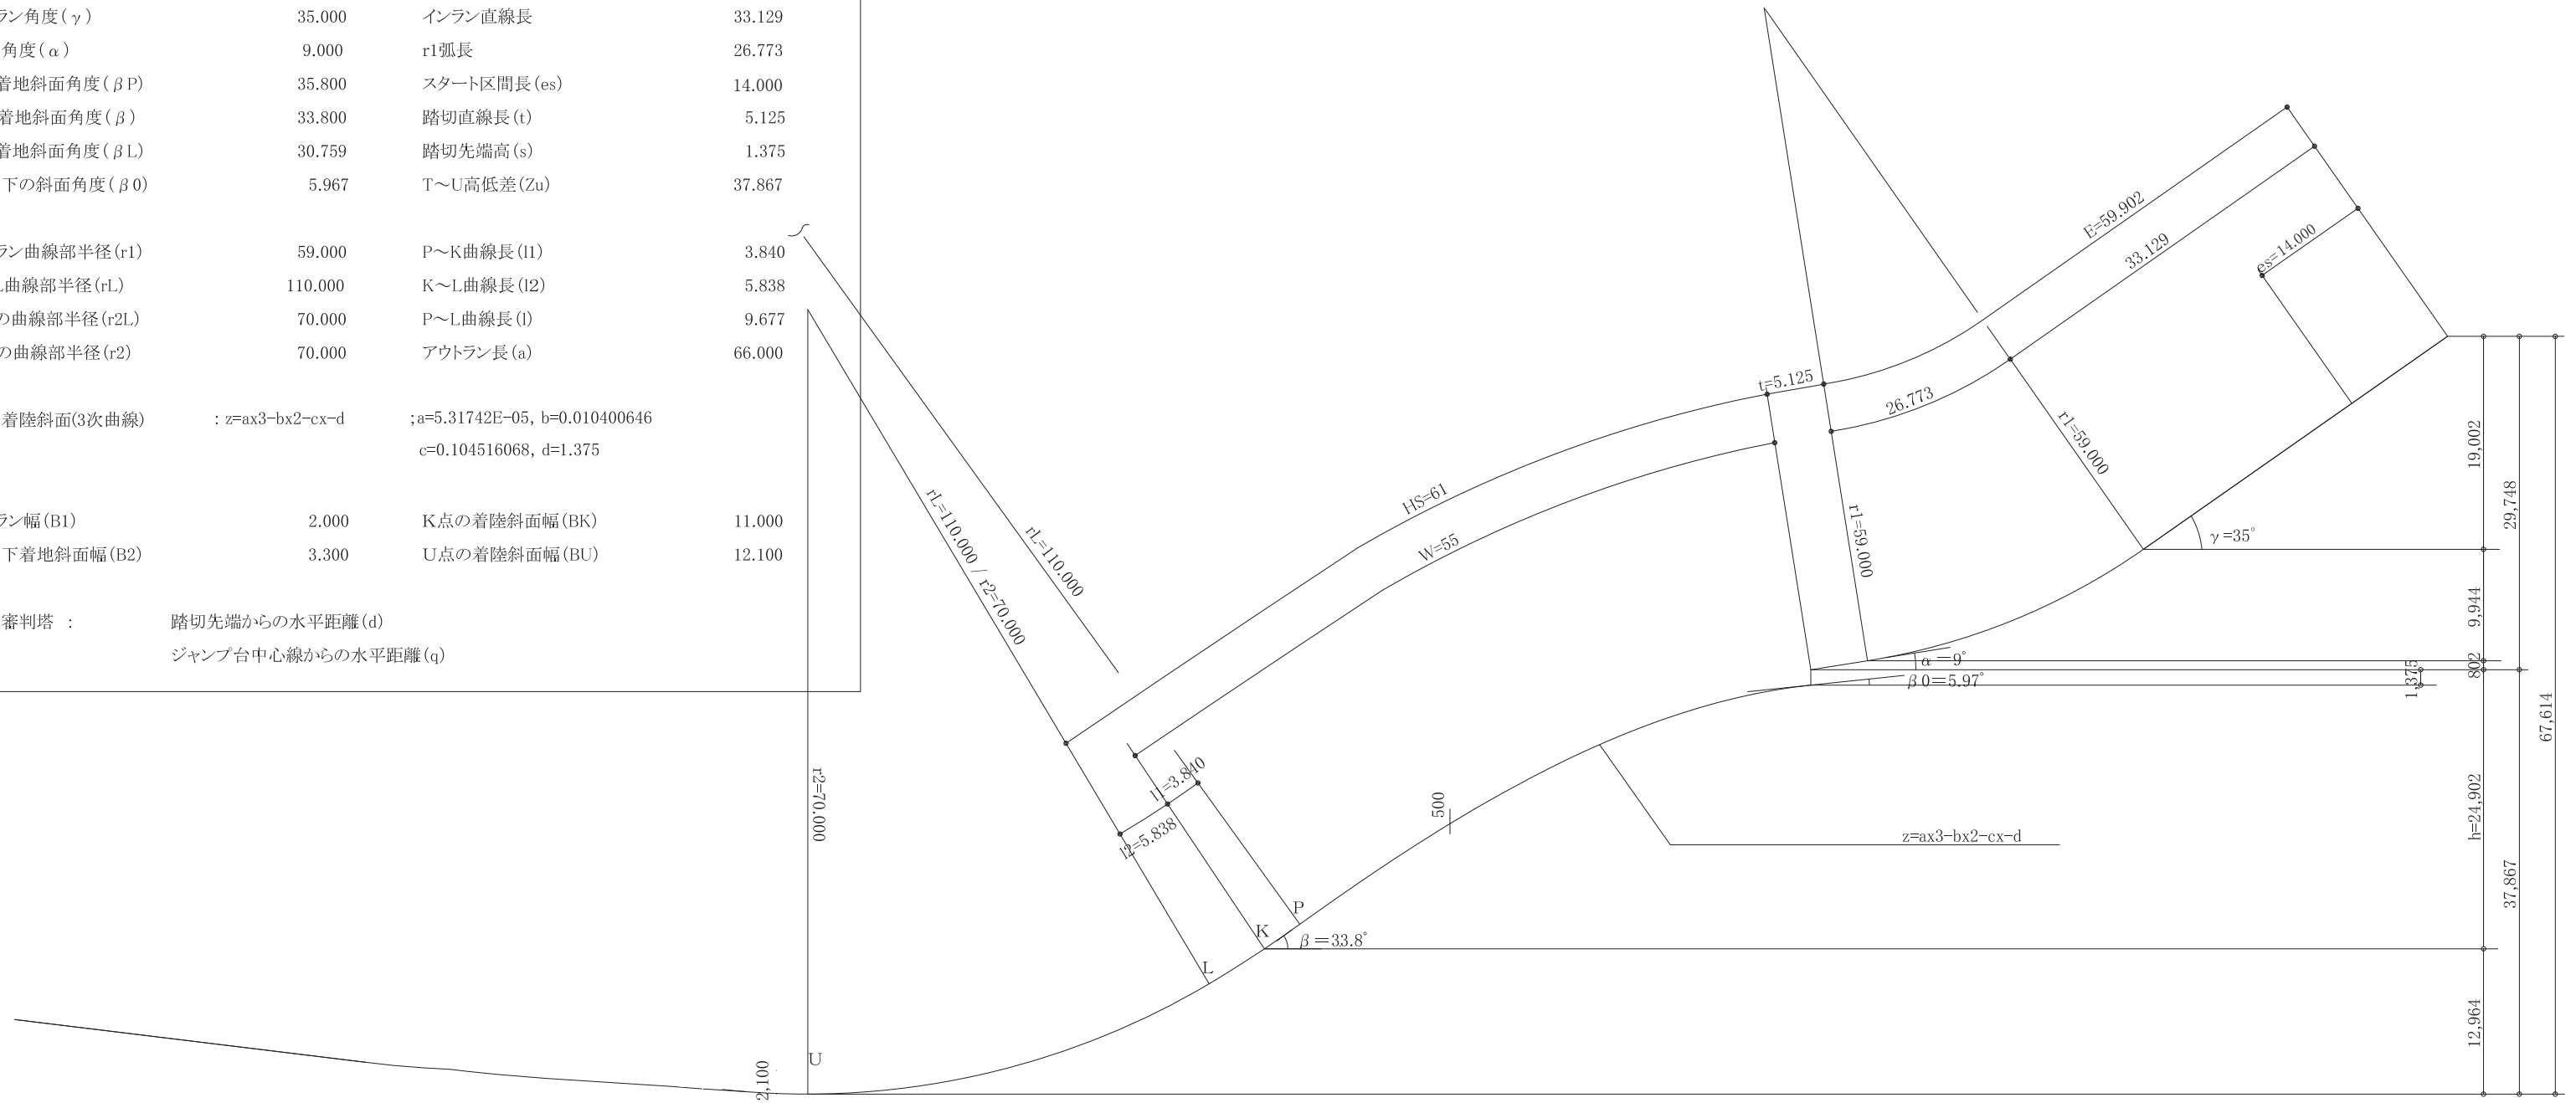 ラン角度(γ) 35.000 インラン直線長 33.129
角度(α) 9.000 r1弧長 26.773
着地斜面角度(βP) 35.800 スタート区間長(es) 14.000
着地斜面角度(β) 33.800 踏切直線長(t) 5.125
着地斜面角度(βL) 30.759 踏切先端高(s) 1.375
下の斜面角度(β0) 5.967 T～U高低差(Zu) 37.867
ラン曲線部半径(r1) 59.000 P～K曲線長(l1) 3.840
曲線部半径(rL) 110.000 K～L曲線長(l2) 5.838
の曲線部半径(r2L) 70.000 P～L曲線長(l) 9.677
の曲線部半径(r2) 70.000 アウトラン長(a) 66.000
着陸斜面(3次曲線) : z=ax3-bx2-cx-d ;a=5.31742E-05, b=0.010400646
c=0.104516068, d=1.375
ラン幅(B1) 2.000 K点の着陸斜面幅(BK) 11.000
下着地斜面幅(B2) 3.300 U点の着陸斜面幅(BU) 12.100
審判塔 : 踏切先端からの水平距離(d)
ジャンプ台中心線からの水平距離(q)
E=59.902
33.129
es=14.000
t=5.125
26.773
r1=59.000
r1=59.000
HS=61
W=55
rL=110.000 / r2=70.000
rL=110.000
r2=70.000
γ=35°
α=9°
β0=5.97°
19,002
29,748
9,944
802
1,375
67,614
l1=3.840
l2=5.838
500
z=ax3-bx2-cx-d
h=24,902
37,867
P
K
β=33.8°
L
12,964
U
2,100